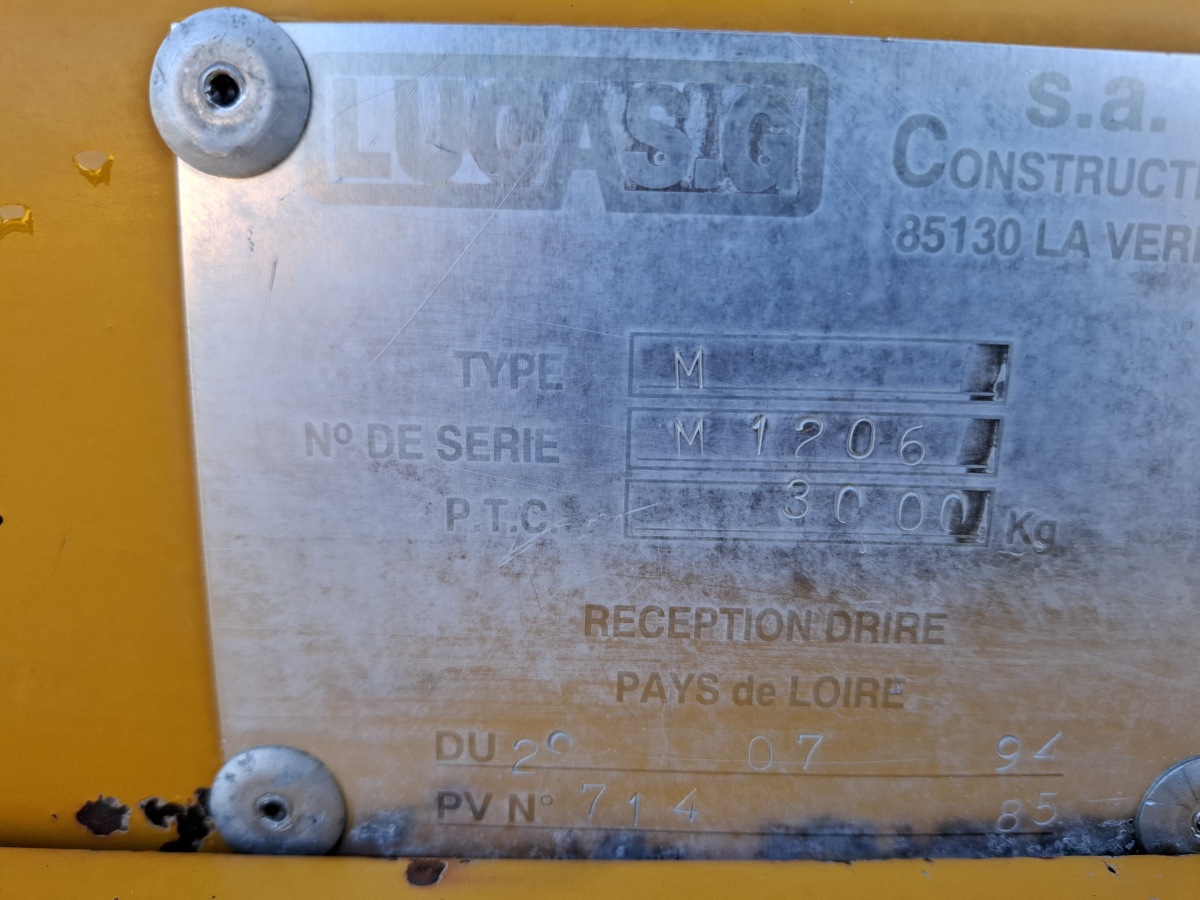 LUCASIG
s.a.
CONSTRUCT
85130 LA VER
TYPE M
Nº DE SERIE M 1206
P.T.C. 3000 Kg
RECEPTION DRIRE
PAYS de LOIRE
DU 07 94
PV N° 714 85